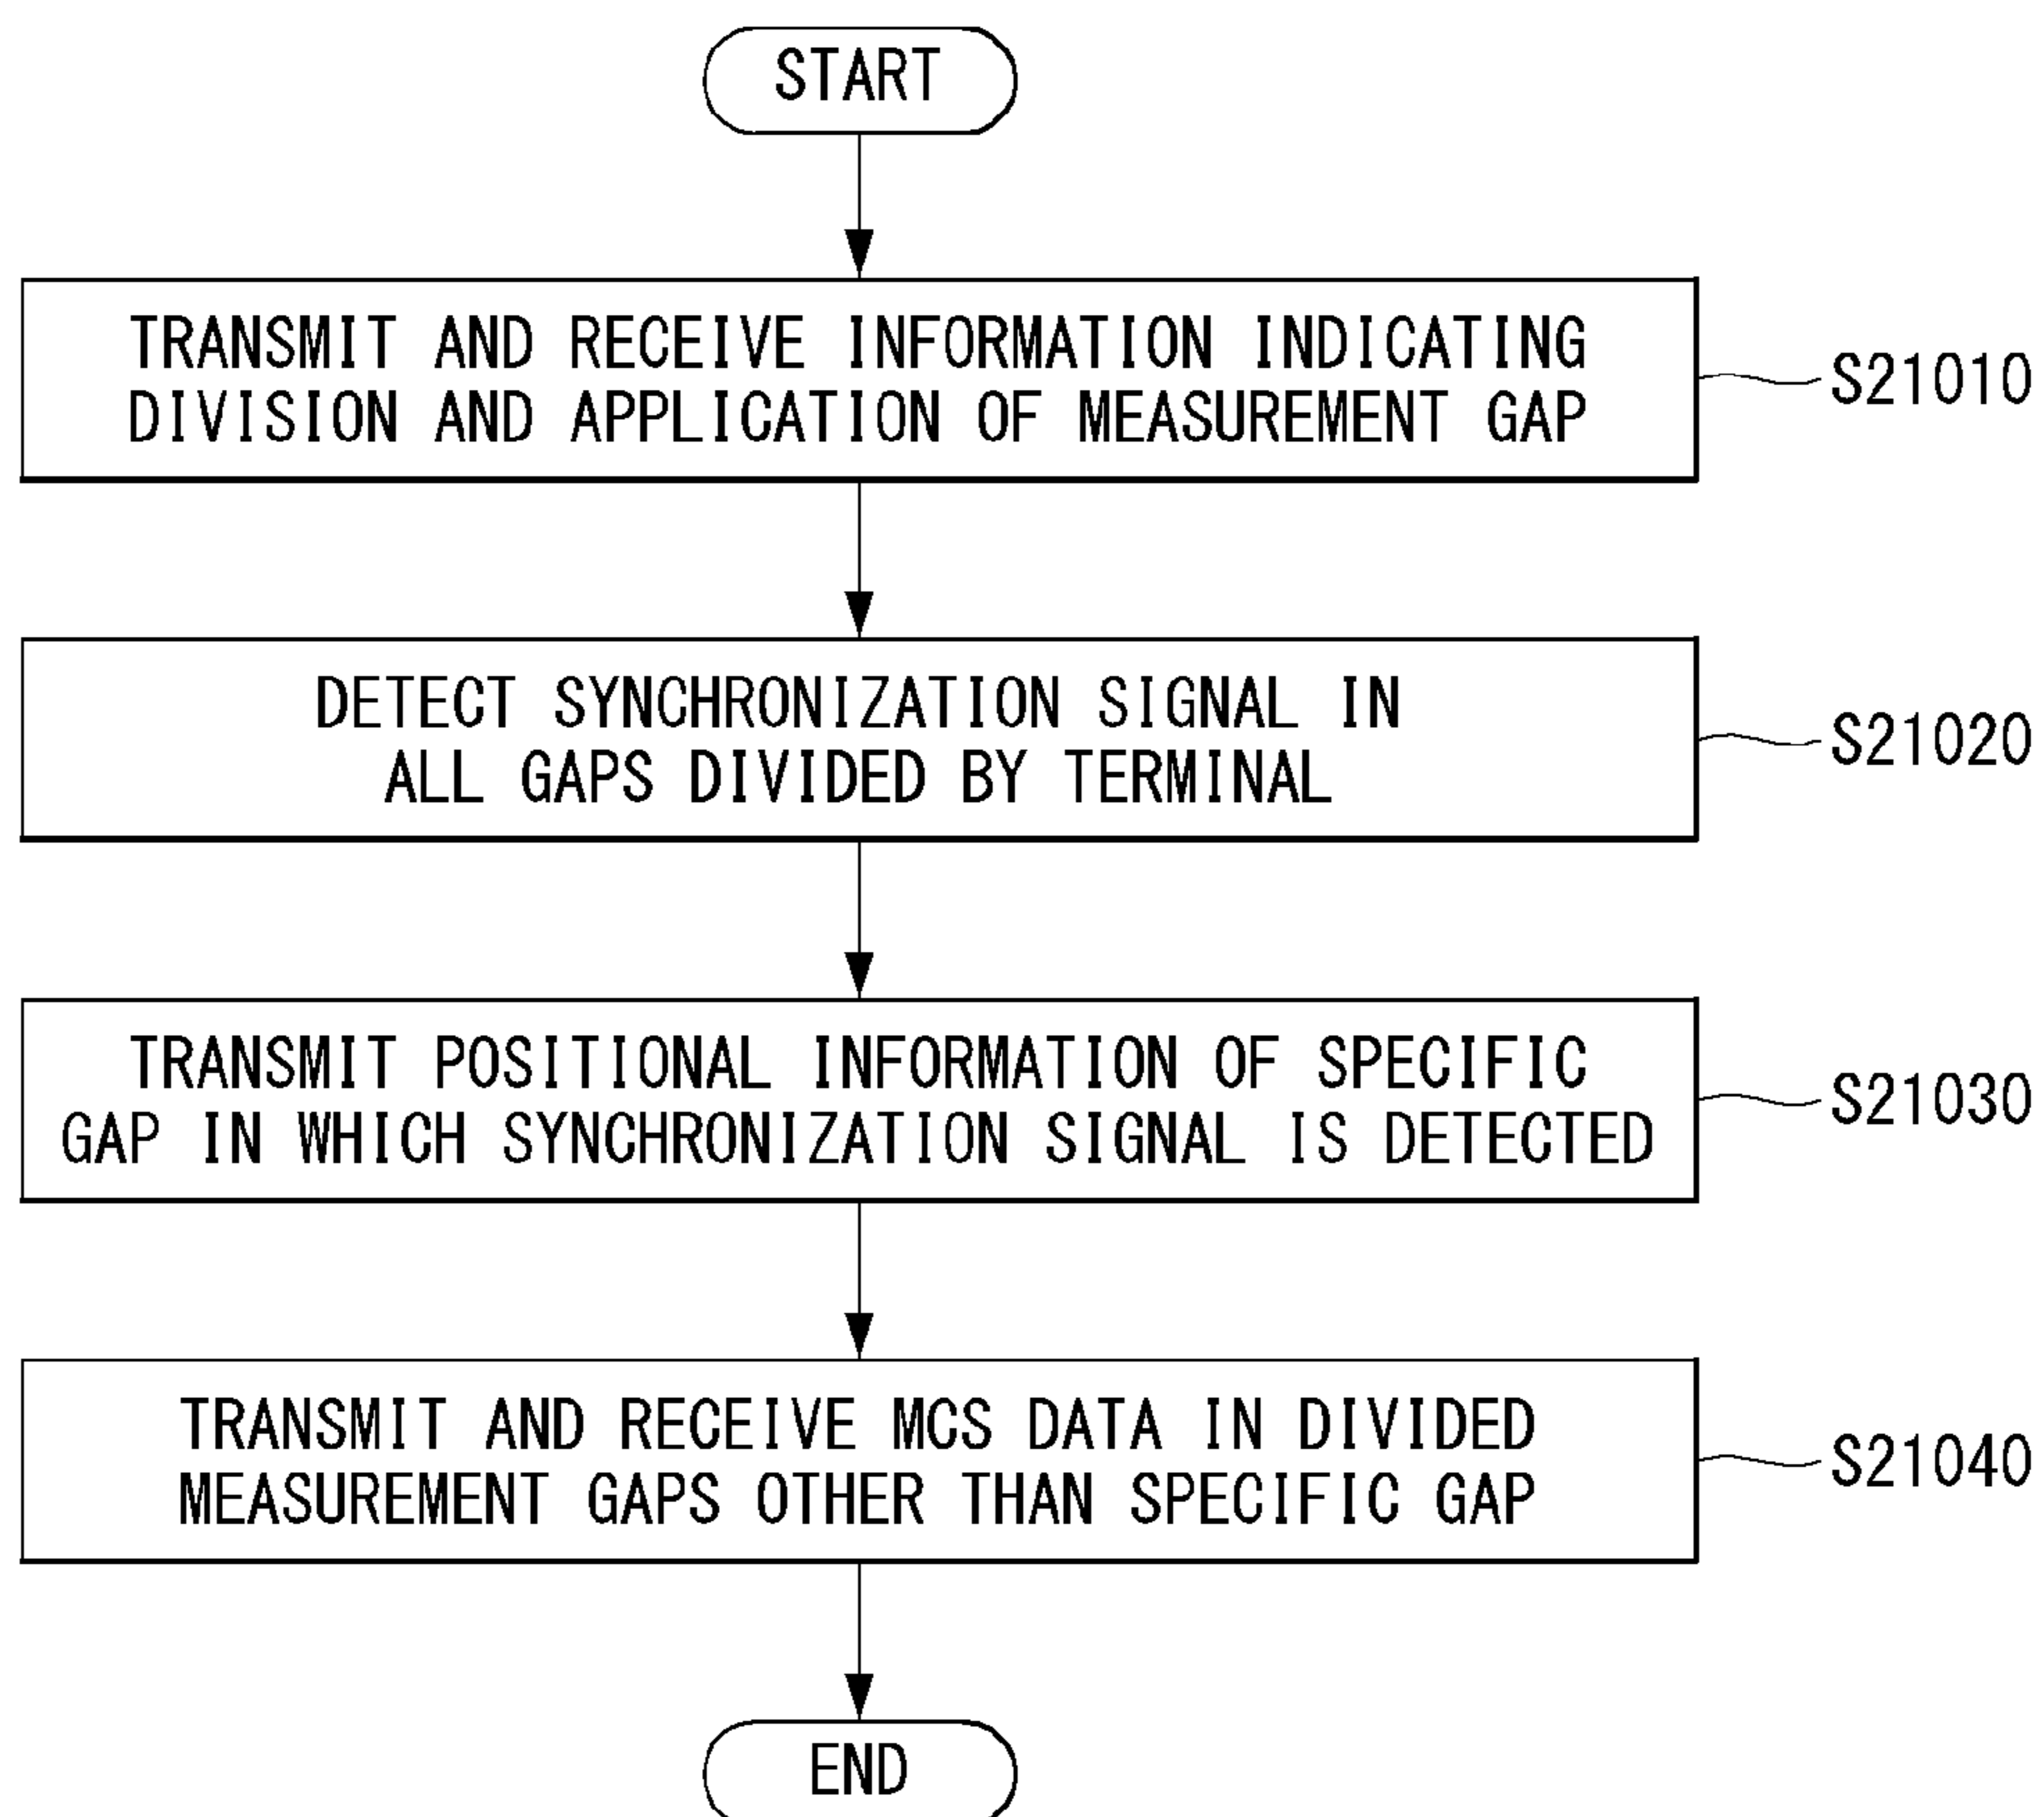 START
TRANSMIT AND RECEIVE INFORMATION INDICATING
DIVISION AND APPLICATION OF MEASUREMENT GAP
S21010
DETECT SYNCHRONIZATION SIGNAL IN
ALL GAPS DIVIDED BY TERMINAL
S21020
TRANSMIT POSITIONAL INFORMATION OF SPECIFIC
GAP IN WHICH SYNCHRONIZATION SIGNAL IS DETECTED
S21030
TRANSMIT AND RECEIVE MCS DATA IN DIVIDED
MEASUREMENT GAPS OTHER THAN SPECIFIC GAP
S21040
END